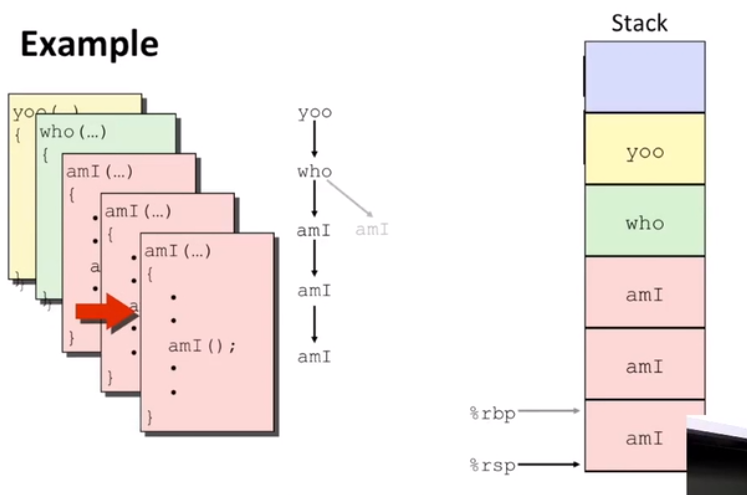 Example
yoo(…)
{
}
who(…)
{
}
amI(…)
{
•
•
a
•
}
amI(…)
{
•
•
a
•
•
}
amI(…)
{
•
•
amI();
•
•
}
yoo
who
amI amI
amI
amI
Stack
yoo
who
amI
amI
%rbp
amI
%rsp